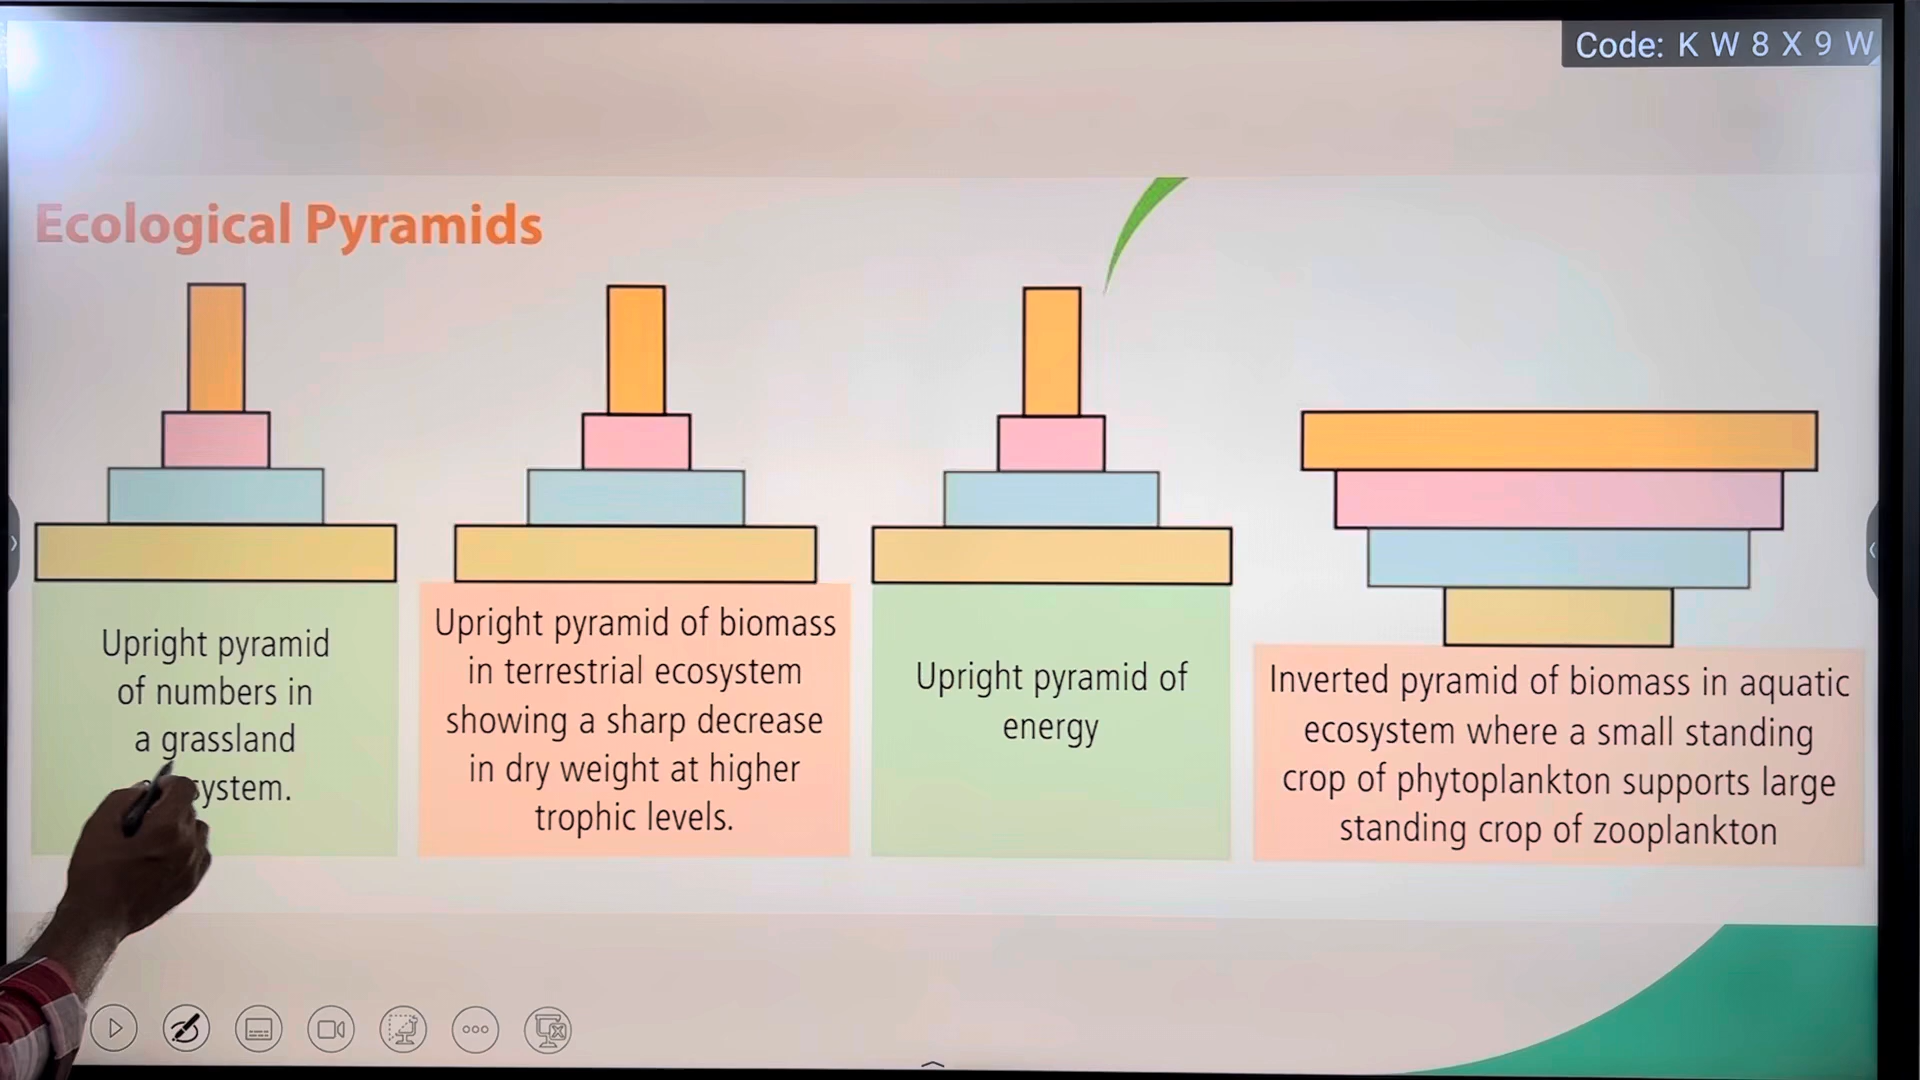 Code: K W 8 X 9 W
Ecological Pyramids
Upright pyramid
of numbers in
a grassland
system.
Upright pyramid of biomass
in terrestrial ecosystem
showing a sharp decrease
in dry weight at higher
trophic levels.
Upright pyramid of
energy
Inverted pyramid of biomass in aquatic
ecosystem where a small standing
crop of phytoplankton supports large
standing crop of zooplankton